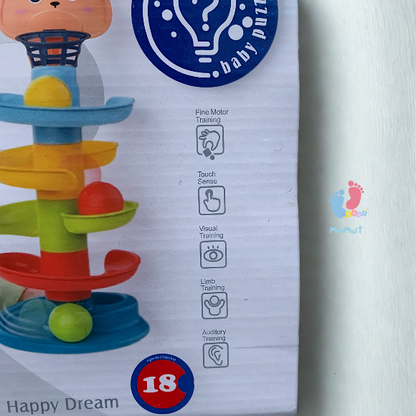 baby puzz
Fine Motor
Training
Touch
Sense
Visual
Training
Limb
Training
Auditory
Training
18
Happy Dream